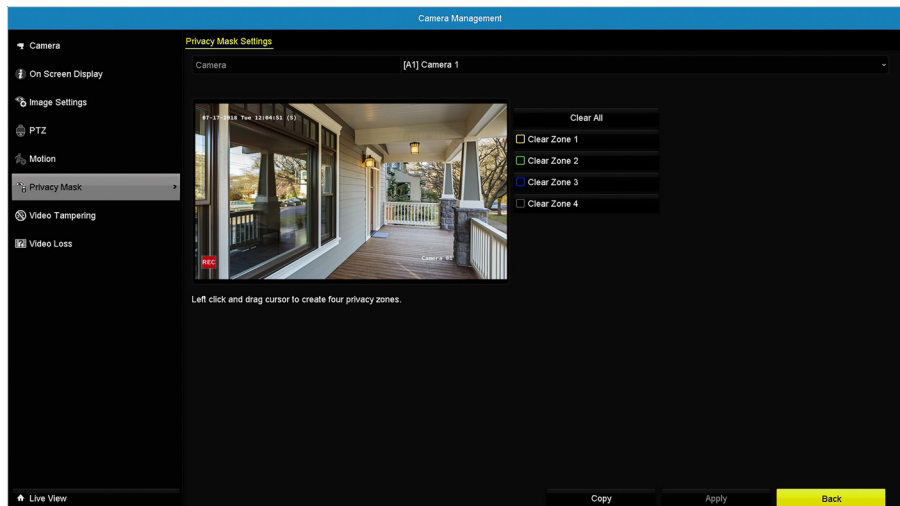 Camera Management
Camera
On Screen Display
Image Settings
PTZ
Motion
Privacy Mask
Video Tampering
Video Loss
Live View
Privacy Mask Settings
Camera [A1] Camera 1
07-17-2018 Tue 12:04:51 (5)
REC
Camera 01
Clear All
Clear Zone 1
Clear Zone 2
Clear Zone 3
Clear Zone 4
Left click and drag cursor to create four privacy zones.
Copy Apply Back